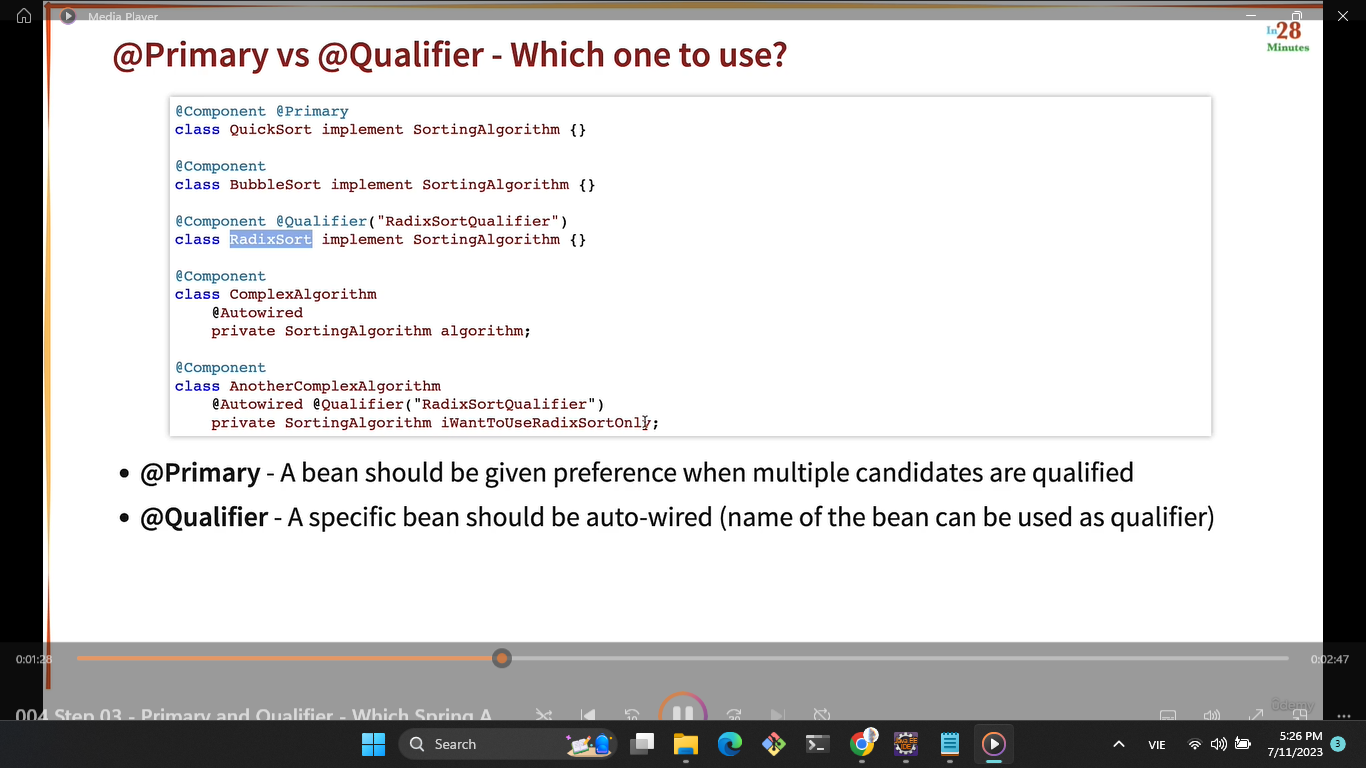 Media Player
In28
Minutes
@Primary vs @Qualifier - Which one to use?
@Component @Primary
class QuickSort implement SortingAlgorithm {}
@Component
class BubbleSort implement SortingAlgorithm {}
@Component @Qualifier("RadixSortQualifier")
class RadixSort implement SortingAlgorithm {}
@Component
class ComplexAlgorithm
@Autowired
private SortingAlgorithm algorithm;
@Component
class AnotherComplexAlgorithm
@Autowired @Qualifier("RadixSortQualifier")
private SortingAlgorithm iWantToUseRadixSortOnly;
• @Primary - A bean should be given preference when multiple candidates are qualified
• @Qualifier - A specific bean should be auto-wired (name of the bean can be used as qualifier)
0:01:28
0:02:47
004 Step 03 - Primary and Qualifier - Which Spring A
10
30
ûdemy
Search
VIE
5:26 PM
7/11/2023
3